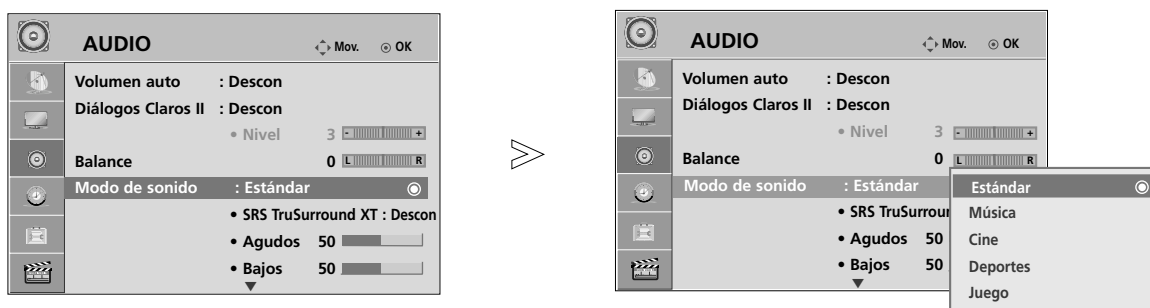 AUDIO Mov. OK
Volumen auto : Descon
Diálogos Claros II : Descon
• Nivel 3 - +
Balance 0 L R
Modo de sonido : Estándar
• SRS TruSurround XT : Descon
• Agudos 50
• Bajos 50
AUDIO Mov. OK
Volumen auto : Descon
Diálogos Claros II : Descon
• Nivel 3 - +
Balance 0 L R
Modo de sonido : Estándar
• SRS TruSurroun
• Agudos 50
• Bajos 50
Estándar
Música
Cine
Deportes
Juego